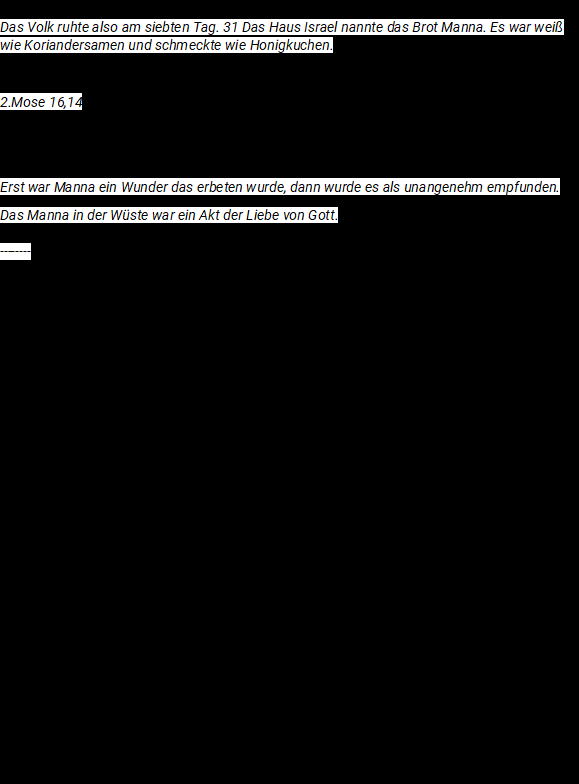 Das Volk ruhte also am siebten Tag. 31 Das Haus Israel nannte das Brot Manna. Es war weiß
wie Koriandersamen und schmeckte wie Honigkuchen.
2.Mose 16,14
Erst war Manna ein Wunder das erbeten wurde, dann wurde es als unangenehm empfunden.
Das Manna in der Wüste war ein Akt der Liebe von Gott.
-------